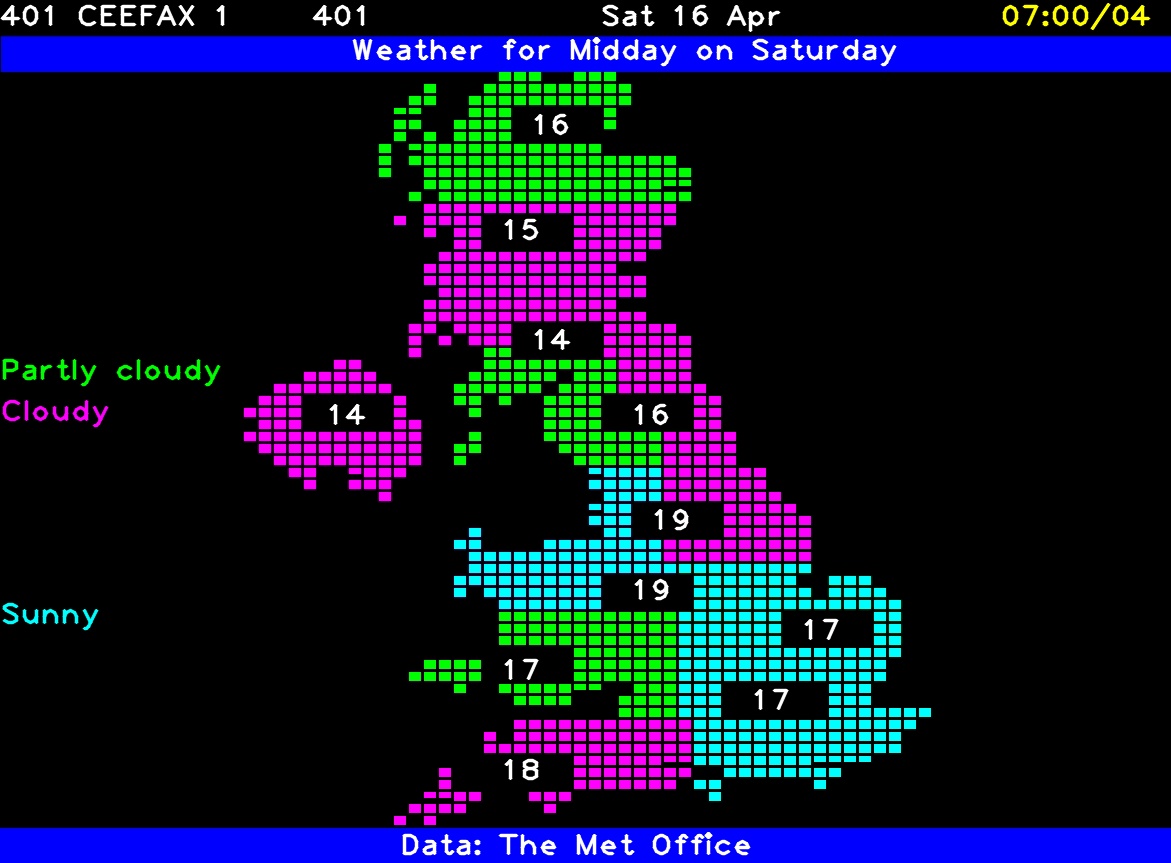 401 CEEFAX 1 401 Sat 16 Apr 07:00/04
Weather for Midday on Saturday
16
15
14
Partly cloudy
Cloudy
14
16
19
19
Sunny
17
17
17
18
Data: The Met Office